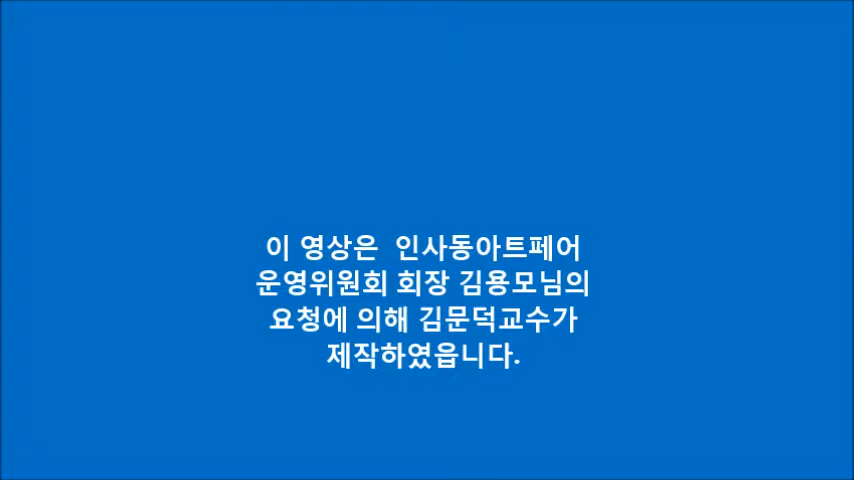 이 영상은  인사동아트페어
운영위원회 회장 김용모님의
요청에 의해 김문덕교수가
제작하였읍니다.